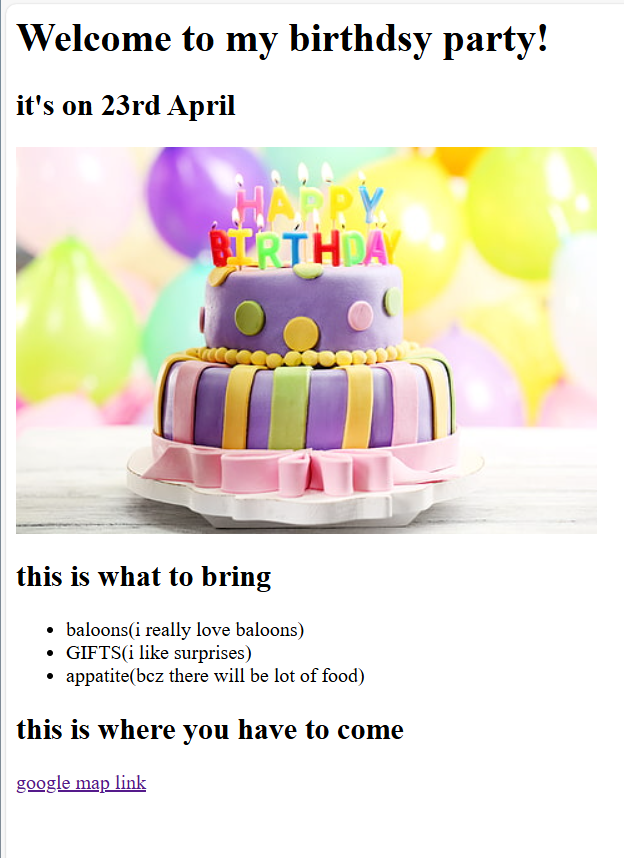 Welcome to my birthdsy party!
it's on 23rd April
HAPPY
BIRTHDAY
this is what to bring
baloons(i really love baloons)
GIFTS(i like surprises)
appatite(bcz there will be lot of food)
this is where you have to come
google map link